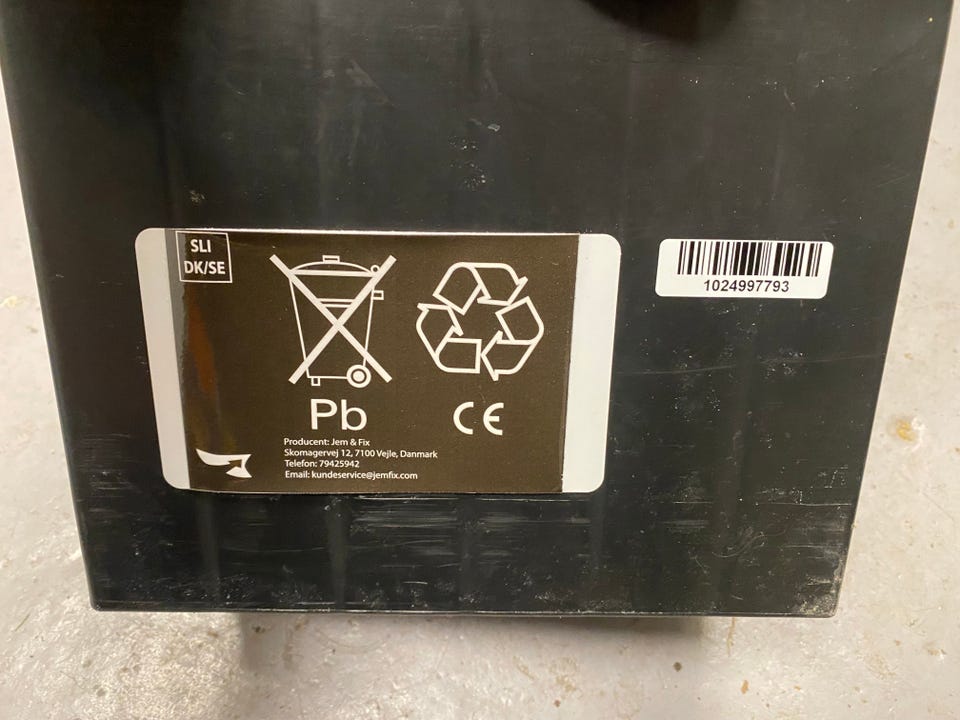 SLI
DK/SE
Pb
CE
Producent: Jem & Fix
Skomagervej 12, 7100 Vejle, Danmark
Telefon: 79425942
Email: kundeservice@jemfix.com
1024997793